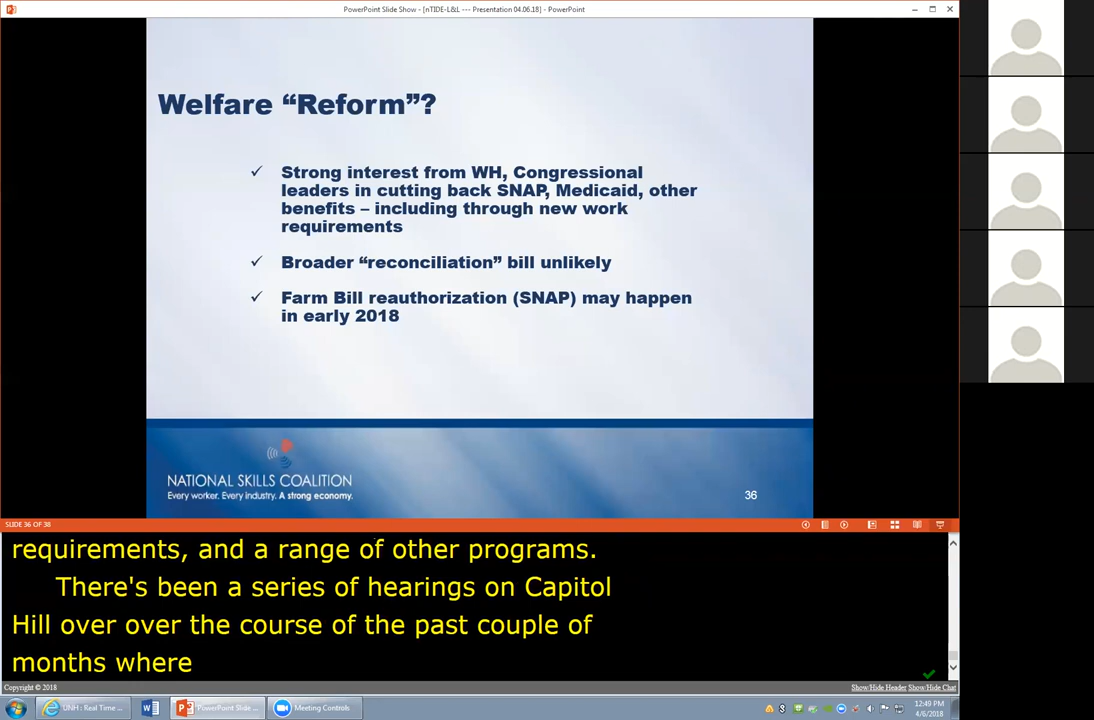 PowerPoint Slide Show - [nTIDE-L&L --- Presentation 04.06.18] - PowerPoint
Welfare “Reform”?
✓ Strong interest from WH, Congressional
leaders in cutting back SNAP, Medicaid, other
benefits – including through new work
requirements
✓ Broader “reconciliation” bill unlikely
✓ Farm Bill reauthorization (SNAP) may happen
in early 2018
NATIONAL SKILLS COALITION
Every worker. Every industry. A strong economy.
36
SLIDE 36 OF 38
requirements, and a range of other programs.
There's been a series of hearings on Capitol
Hill over over the course of the past couple of
months where
Copyright © 2018
Show/Hide Header Show/Hide Chat
UNH : Real Time ...
PowerPoint Slide ...
Meeting Controls
12:49 PM
4/6/2018